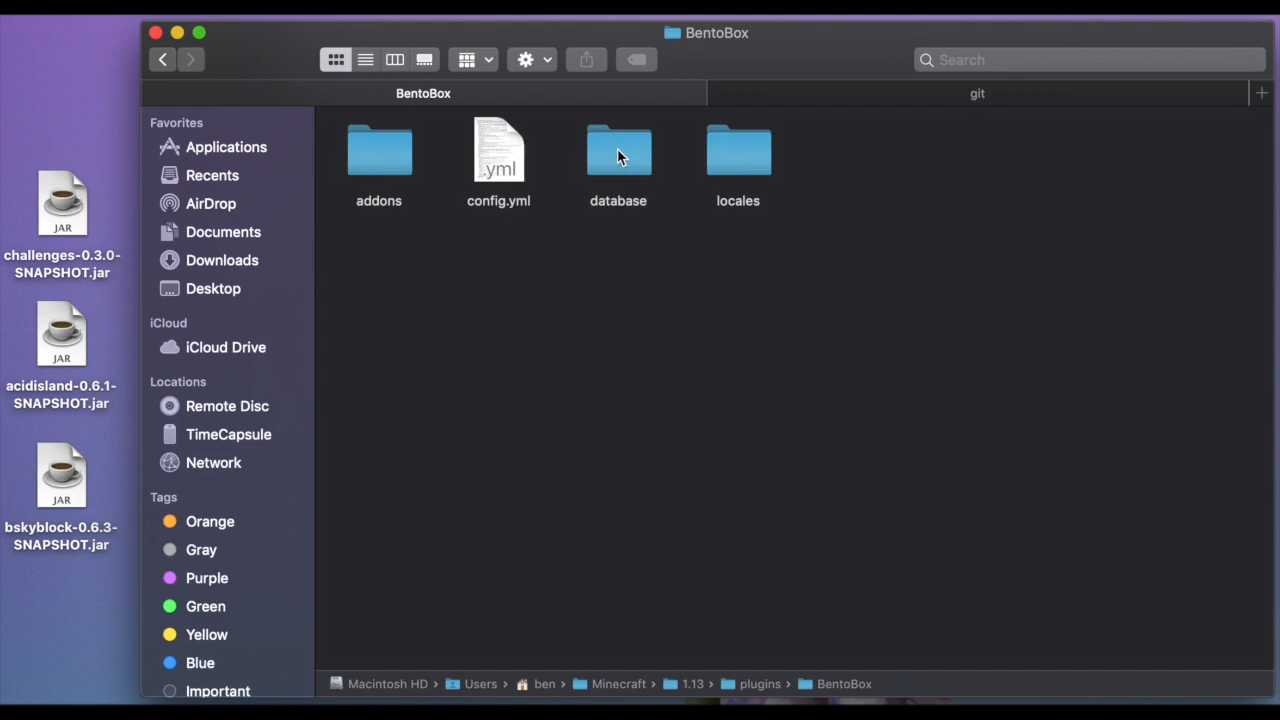 BentoBox
Search
BentoBox
git
Favorites
Applications
Recents
AirDrop
Documents
Downloads
Desktop
iCloud
iCloud Drive
Locations
Remote Disc
TimeCapsule
Network
Tags
Orange
Gray
Purple
Green
Yellow
Blue
Important
yml
addons
config.yml
database
locales
JAR
challenges-0.3.0-
SNAPSHOT.jar
JAR
acidisland-0.6.1-
SNAPSHOT.jar
JAR
bskyblock-0.6.3-
SNAPSHOT.jar
Macintosh HD › Users › ben › Minecraft › 1.13 › plugins › BentoBox